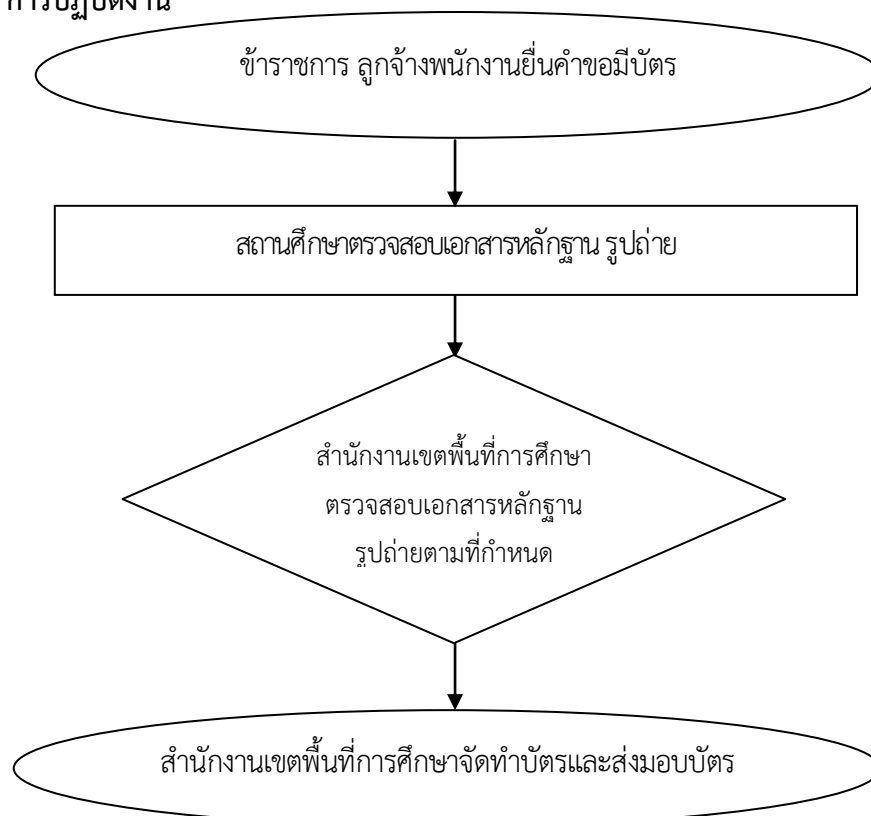 การปฏิบัติงาน
ข้าราชการ ลูกจ้างพนักงานยื่นคำขอมีบัตร
สถานศึกษาตรวจสอบเอกสารหลักฐาน รูปถ่าย
สำนักงานเขตพื้นที่การศึกษา
ตรวจสอบเอกสารหลักฐาน
รูปถ่ายตามที่กำหนด
สำนักงานเขตพื้นที่การศึกษาจัดทำบัตรและส่งมอบบัตร